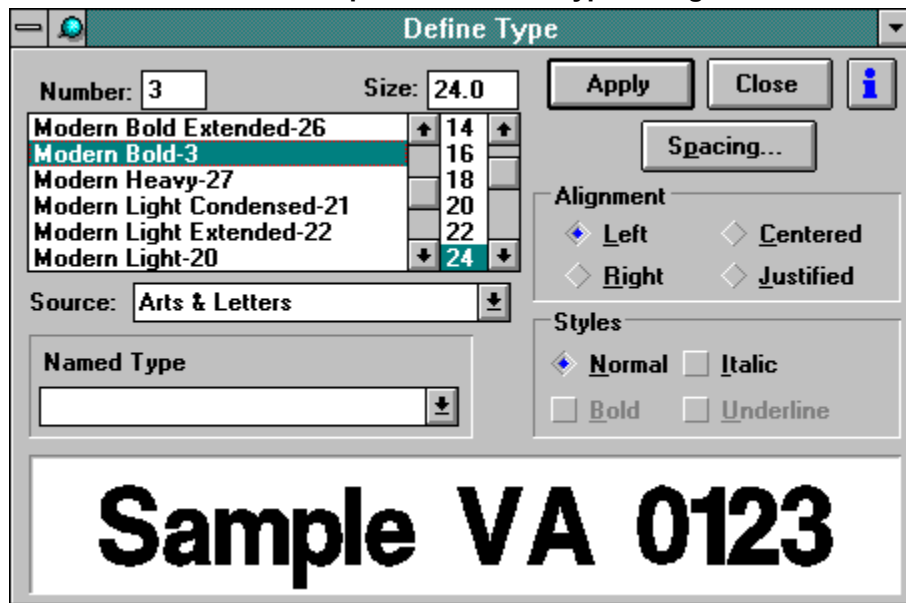 Define Type
Number: 3 Size: 24.0 Apply Close i
Modern Bold Extended-26 14
Modern Bold-3 16
Modern Heavy-27 18
Modern Light Condensed-21 20
Modern Light Extended-22 22
Modern Light-20 24
Spacing...
Alignment
Left Centered
Right Justified
Source: Arts & Letters
Styles
Normal Italic
Bold Underline
Named Type
Sample VA 0123